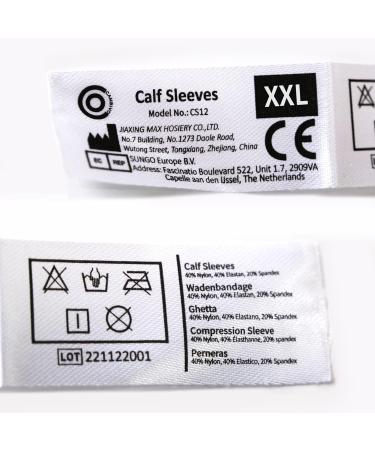 Calf Sleeves
XXL
Model No.:CS12
JIAXING MAX HOSIERY CO.,LTD.
No.7 Building, No.1273 Daole Road,
Wutong Street, Tongxiang, Zhejiang, China
CE
EC REP
SUNGO Europe B.V.
Address: Fascinatio Boulevard 522, Unit 1.7, 2909VA
Capelle aan den IJssel, The Netherlands
Calf Sleeves
40% Nylon, 40% Elastan, 20% Spandex
Wadenbandage
40% Nylon, 40% Elastan, 20% Spandex
Ghetta
40% Nylon, 40% Elastano, 20% Spandex
Compression Sleeve
40% Nylon, 40% Élasthanne, 20% Spandex
Perneras
40% Nylon, 40% Elastico, 20% Spandex
LOT 221122001